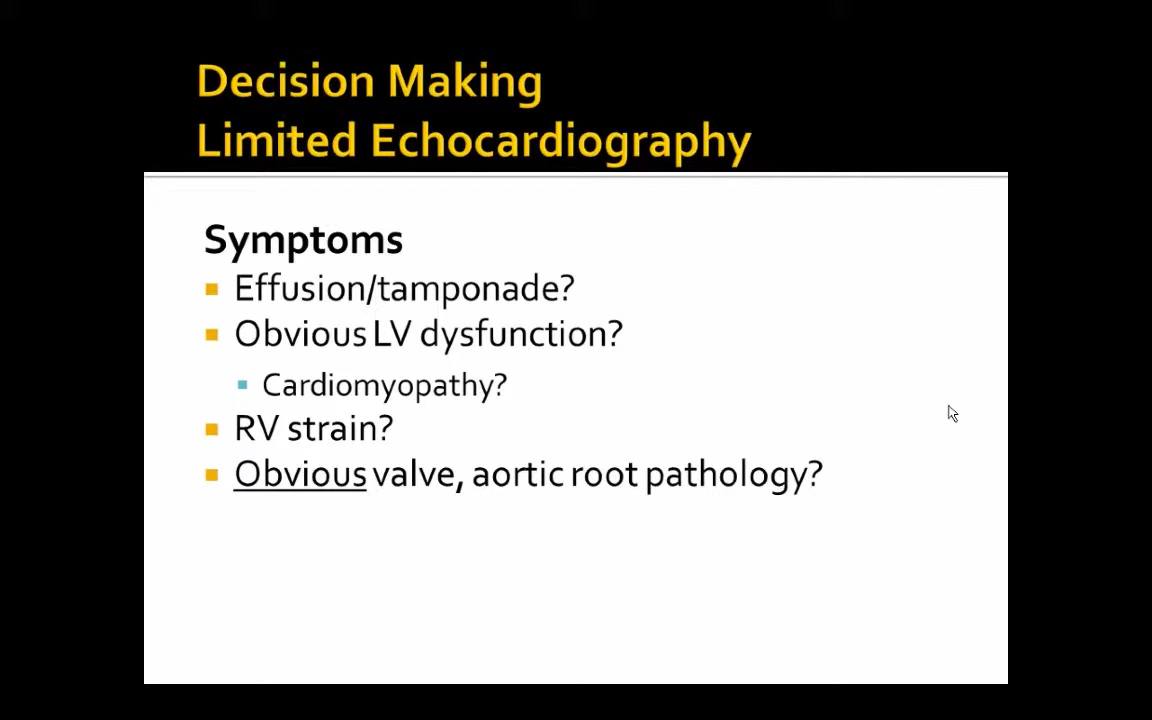 Decision Making
Limited Echocardiography
Symptoms
Effusion/tamponade?
Obvious LV dysfunction?
Cardiomyopathy?
RV strain?
Obvious valve, aortic root pathology?